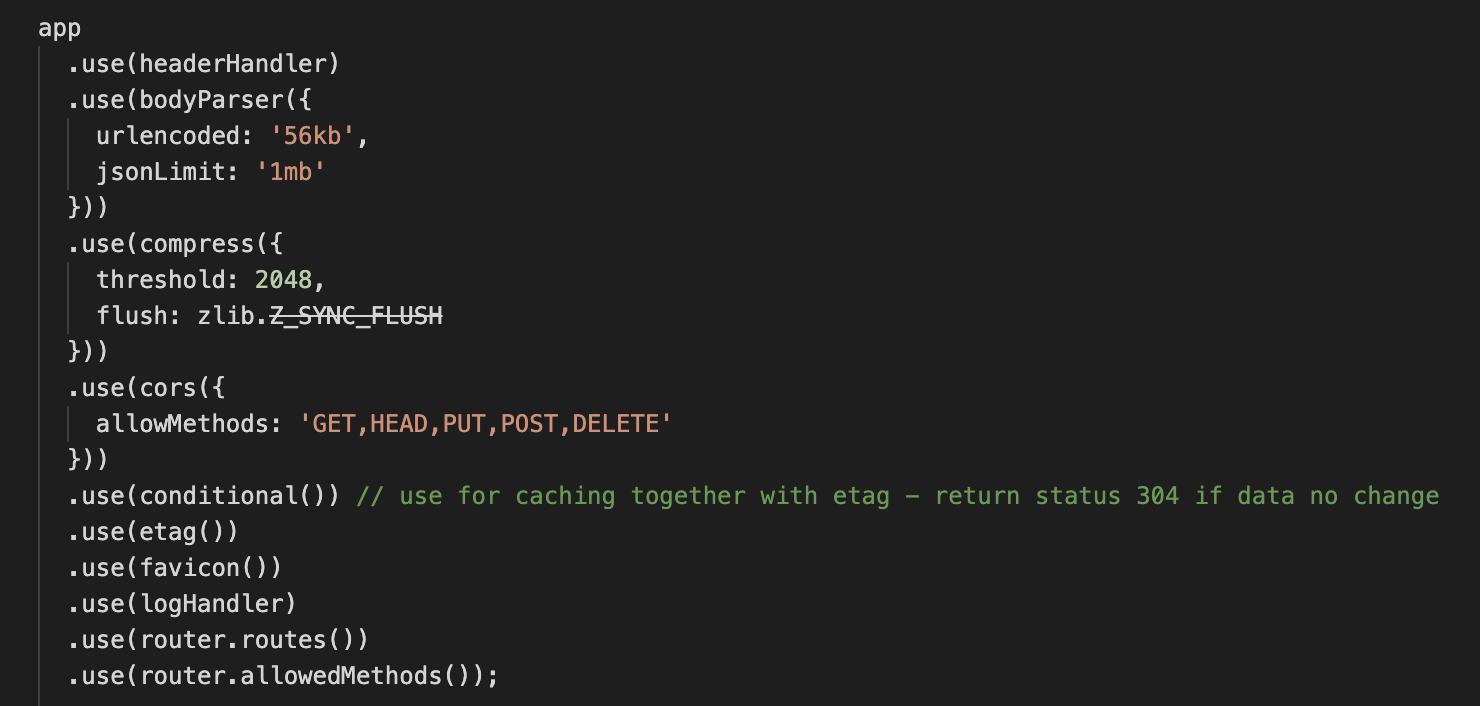 app
.use(headerHandler)
.use(bodyParser({
urlencoded: '56kb',
jsonLimit: '1mb'
}))
.use(compress({
threshold: 2048,
flush: zlib.Z_SYNC_FLUSH
}))
.use(cors({
allowMethods: 'GET,HEAD,PUT,POST,DELETE'
}))
.use(conditional()) // use for caching together with etag – return status 304 if data no change
.use(etag())
.use(favicon())
.use(logHandler)
.use(router.routes())
.use(router.allowedMethods());